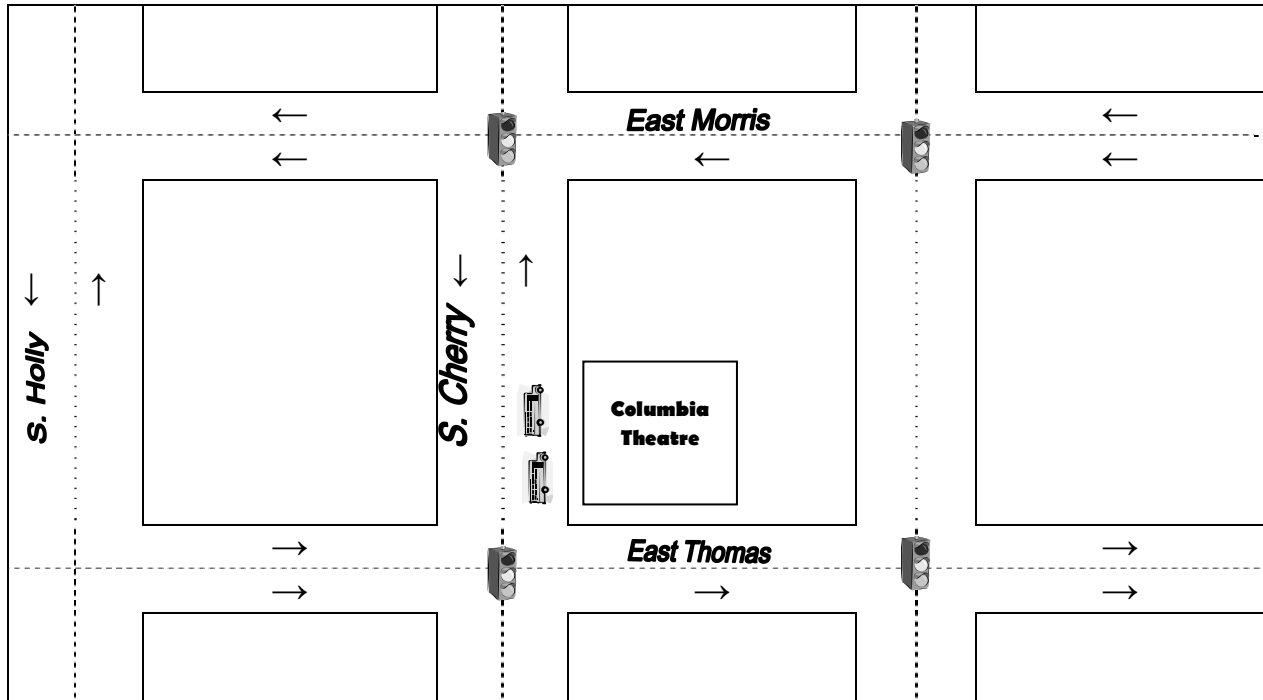 East Morris
S. Holly
S. Cherry
Columbia
Theatre
East Thomas